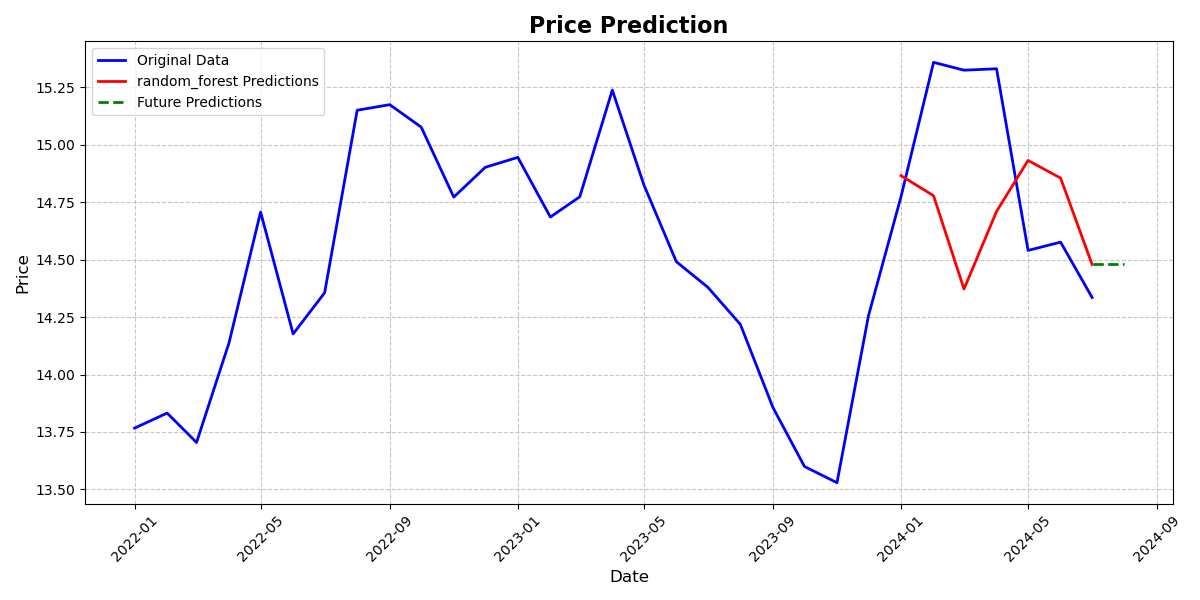 Price Prediction
Original Data
random_forest Predictions
Future Predictions
Price
15.25
15.00
14.75
14.50
14.25
14.00
13.75
13.50
2022-01
2022-05
2022-09
2023-01
2023-05
2023-09
2024-01
2024-05
2024-09
Date